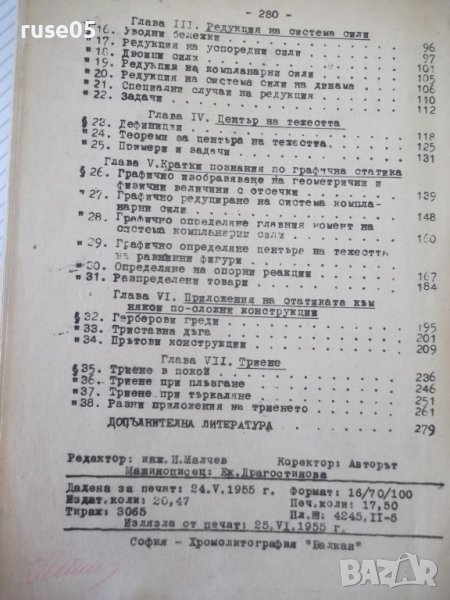 ruse05
- 280 -
Глава III. Редукция на система сили
§ 16. Уводни бележки . . . . . . . . . . . 96
" 17. Редукция на успоредни сили . . . . . . 97
" 18. Двоици сили . . . . . . . . . . . . . 101
" 19. Редукция на компланарни сили . . . . . 105
" 20. Редукция на система сили на динама . . 106
" 21. Специални случаи на редукция . . . . . 110
" 22. Задачи . . . . . . . . . . . . . . . . 112
Глава IV. Център на тежестта
§ 23. Дефиниции . . . . . . . . . . . . . . 118
" 24. Теореми за центъра на тежестта . . . . 125
" 25. Примери и задачи . . . . . . . . . . . 131
Глава V. Кратки познания по графична статика
§ 26. Графично изобразяване на геометрични и
физични величини с отсечки . . . . . . 139
" 27. Графично редуциране на система компла-
нарни сили . . . . . . . . . . . . . . 148
" 28. Графично определяне главния момент на
система компланарни сили . . . . . . . 160
" 29. Графично определяне центъра на тежестта
на равнинни фигури . . . . . . . . . .
" 30. Определяне на опорни реакции . . . . . 167
" 31. Разпределени товари . . . . . . . . . 184
Глава VI. Приложения на статиката към
някои по-сложни конструкции
§ 32. Герберови греди . . . . . . . . . . . 195
" 33. Триставна дъга . . . . . . . . . . . . 201
" 34. Прътови конструкции . . . . . . . . . 209
Глава VII. Триене
§ 35. Триене в покой . . . . . . . . . . . . 236
" 36. Триене при плъзгане . . . . . . . . . 246
" 37. Триене при търкаляне . . . . . . . . . 251
" 38. Разни приложения на триенето . . . . . 261
ДОПЪЛНИТЕЛНА ЛИТЕРАТУРА . . . . . . . 279
Редактор: инж. И. Малчев Коректор: Авторът
Машинописец: Ек. Драгостинова
Дадена за печат: 24.V.1955 г. Формат: 16/70/100
Издат.коли: 20,47 Печ.коли: 17,50
Тираж: 3065 Пл.№: 4245,II-5
Излязла от печат: 25.VI.1955 г.
София - Хромолитография "Балкан"
BAZAR